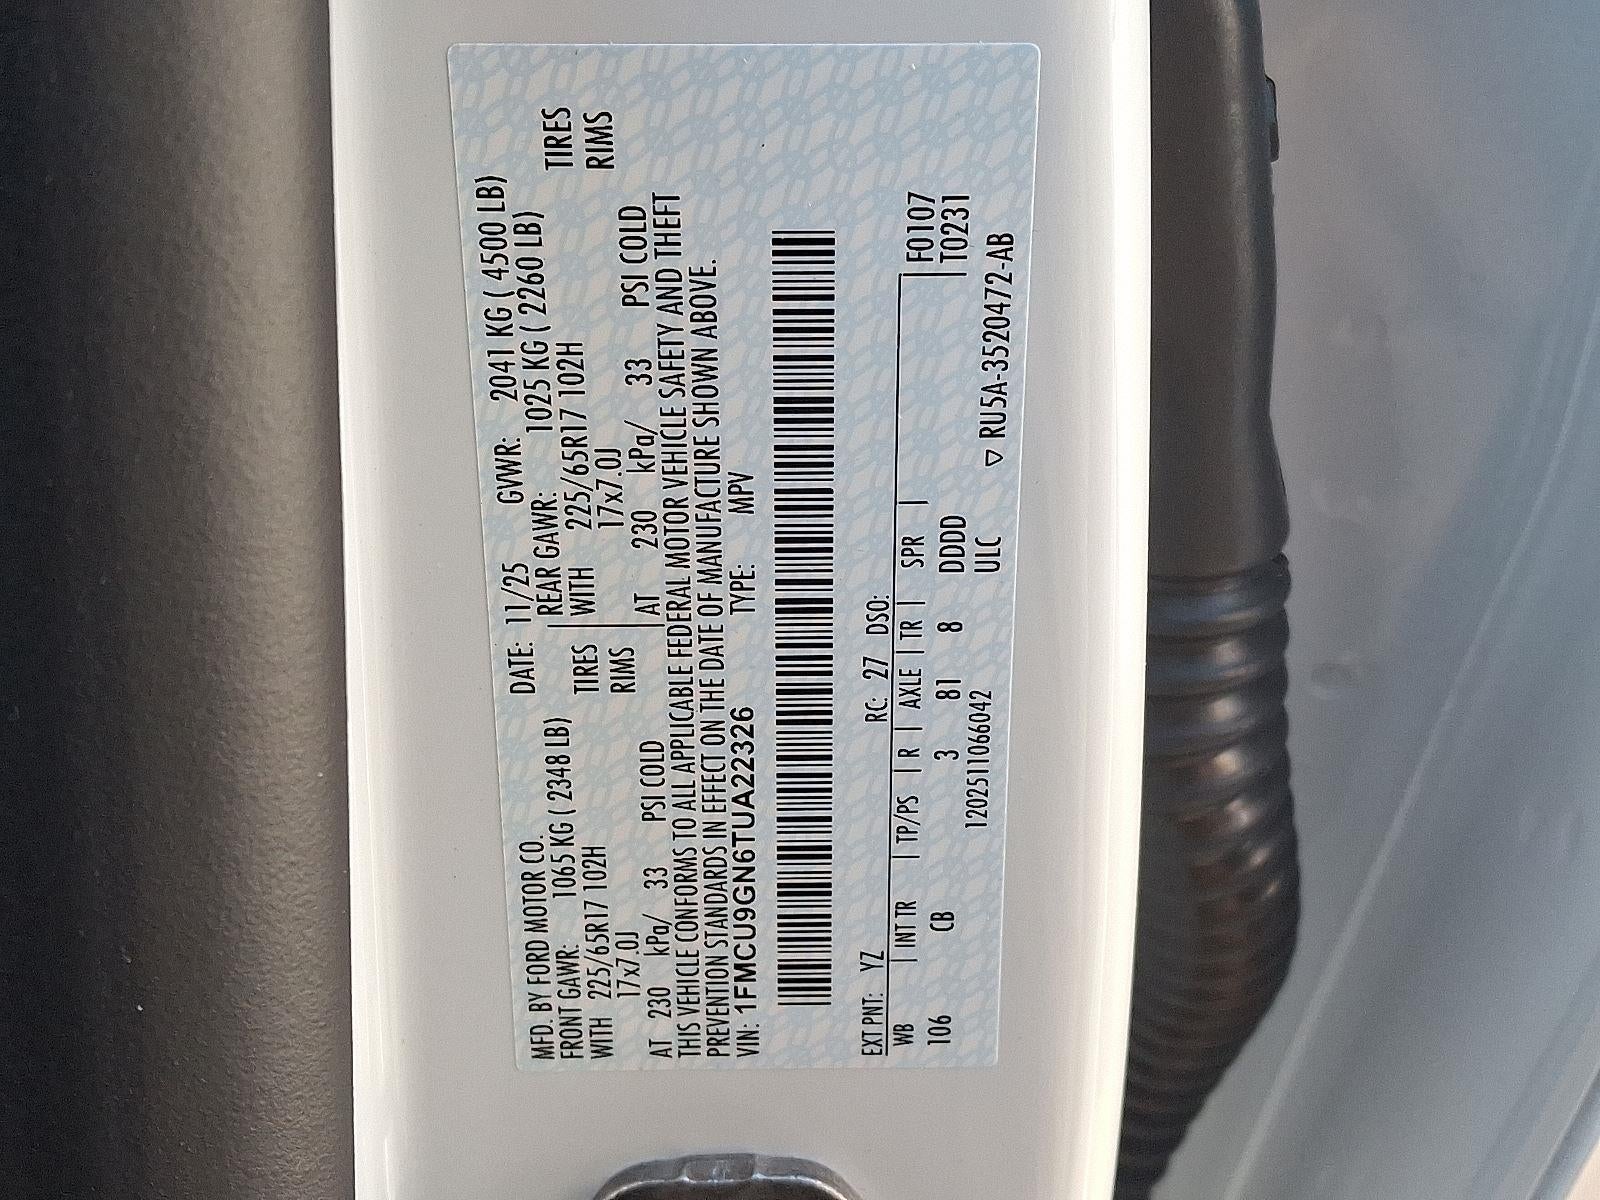 MFD. BY FORD MOTOR CO. DATE: 11/25 GVWR: 2041 KG ( 4500 LB)
FRONT GAWR: 1065 KG ( 2348 LB) REAR GAWR: 1025 KG ( 2260 LB)
WITH 225/65R17 102H TIRES WITH 225/65R17 102H TIRES
17x7.0J RIMS 17x7.0J RIMS
AT 230 kPa/ 33 PSI COLD AT 230 kPa/ 33 PSI COLD
THIS VEHICLE CONFORMS TO ALL APPLICABLE FEDERAL MOTOR VEHICLE SAFETY AND THEFT
PREVENTION STANDARDS IN EFFECT ON THE DATE OF MANUFACTURE SHOWN ABOVE.
VIN: 1FMCU9GN6TUA22326 TYPE: MPV
EXT PNT: YZ RC: 27 DSO:
WB | INT TR | TP/PS | R | AXLE | TR | SPR | F0107
106 CB 3 81 8 DDDD T0231
12025110660​42 ULC ▽ RU5A-3520472-AB